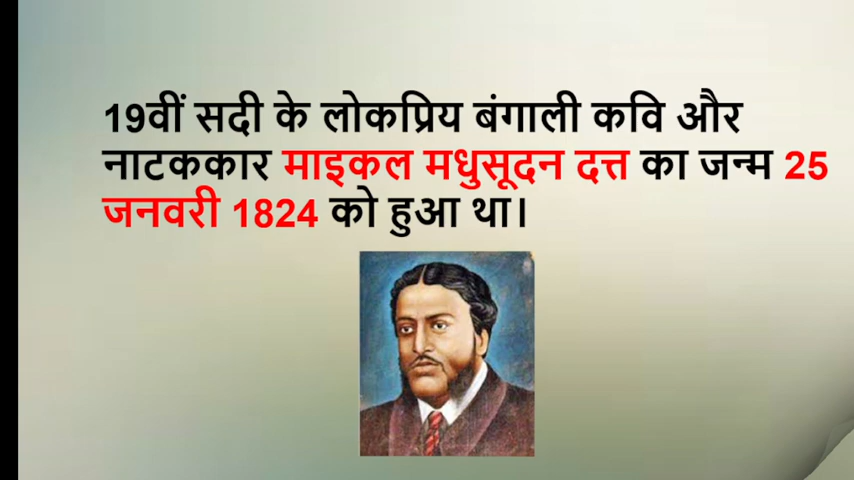 19वीं सदी के लोकप्रिय बंगाली कवि और
नाटककार माइकल मधुसूदन दत्त का जन्म 25
जनवरी 1824 को हुआ था।